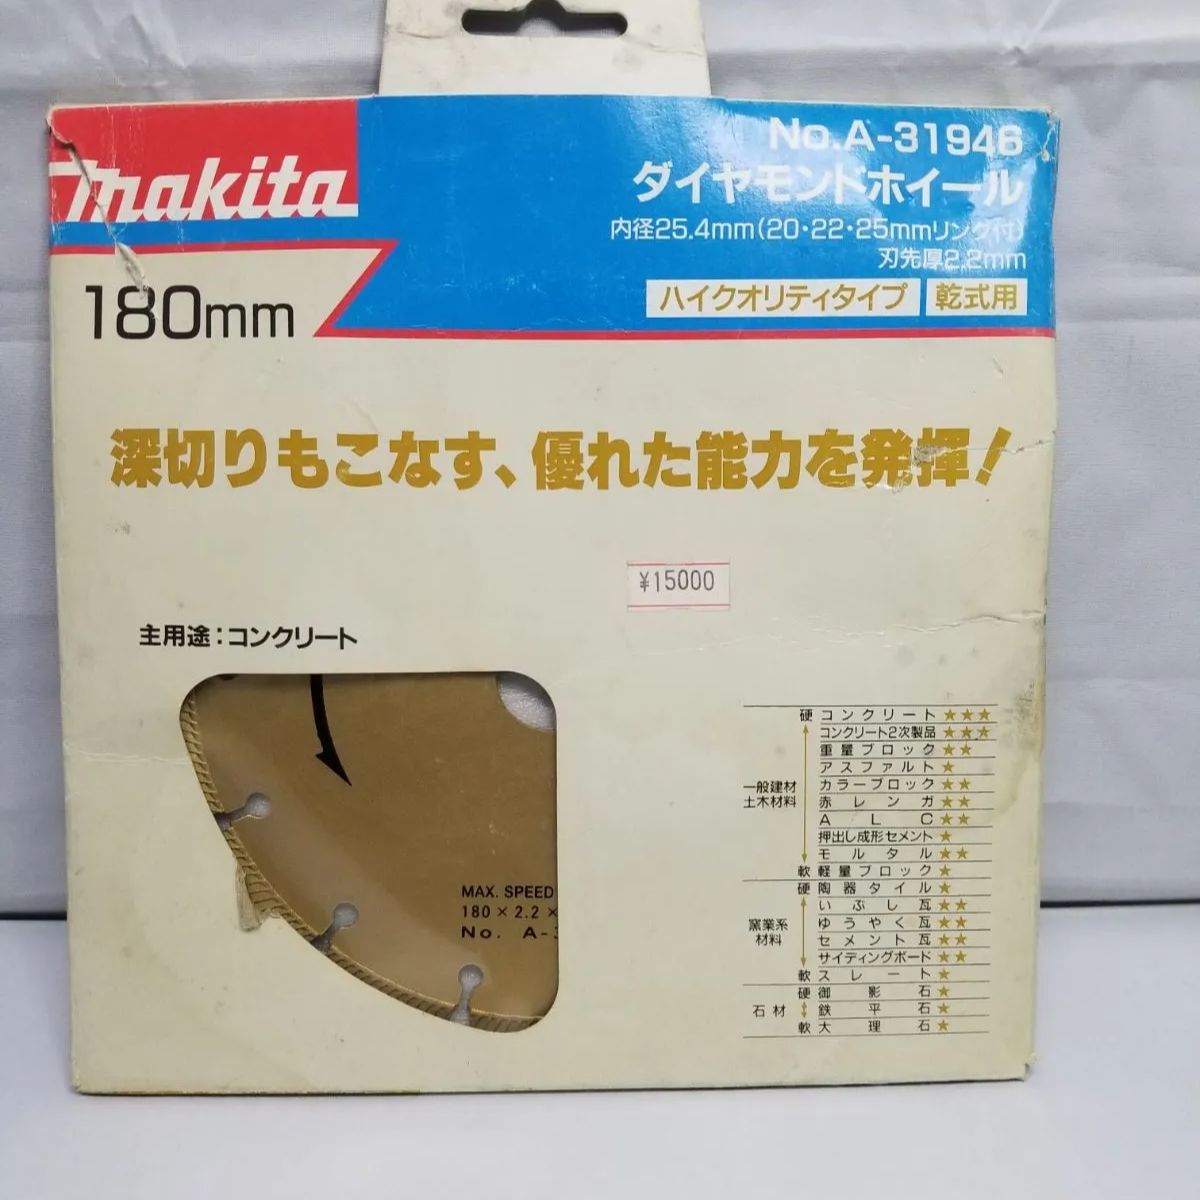 makita
No.A-31946
ダイヤモンドホイール
内径25.4mm(20・22・25mmリング付)
刃先厚2.2mm
ハイクオリティタイプ 乾式用
180mm
深切りもこなす、優れた能力を発揮!
¥15000
主用途:コンクリート
MAX. SPEED
180×2.2×
No. A-3
一般建材
土木材料
硬 コンクリート ★★★
コンクリート2次製品 ★★★
重量ブロック ★★
アスファルト ★
カラーブロック ★★
赤レンガ ★★
ALC ★★
押出し成形セメント ★
モルタル ★★
軟 軽量ブロック ★
窯業系
材料
硬 陶器タイル ★
いぶし瓦 ★★
ゆうやく瓦 ★★
セメント瓦 ★★
サイディングボード ★★
軟 スレート ★
石材
硬 御影石 ★
鉄平石 ★
軟 大理石 ★